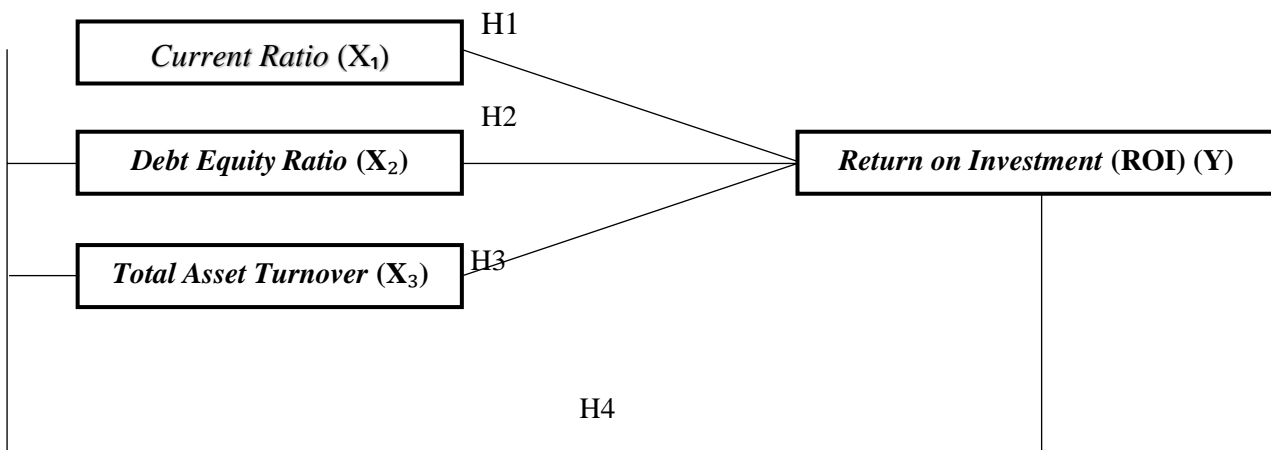 H1
Current Ratio (X₁)
H2
Debt Equity Ratio (X₂)
Return on Investment (ROI) (Y)
H3
Total Asset Turnover (X₃)
H4